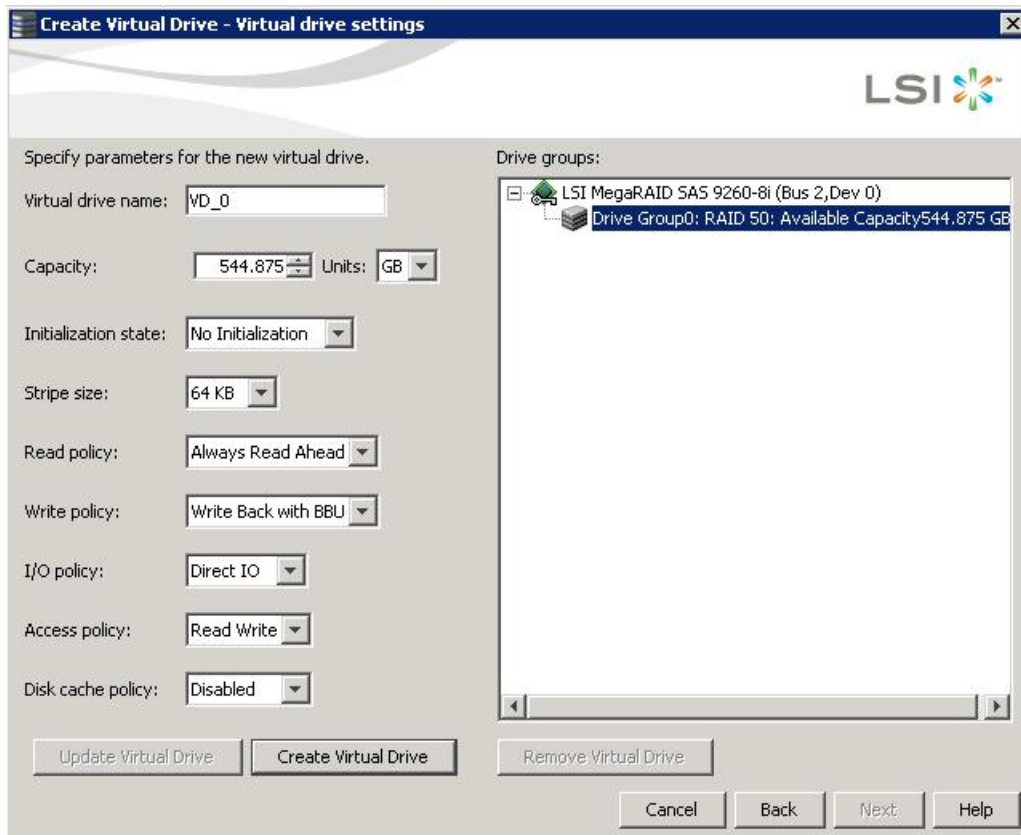 Create Virtual Drive - Virtual drive settings
LSI
Specify parameters for the new virtual drive.
Virtual drive name: VD_0
Capacity: 544.875 Units: GB
Initialization state: No Initialization
Stripe size: 64 KB
Read policy: Always Read Ahead
Write policy: Write Back with BBU
I/O policy: Direct IO
Access policy: Read Write
Disk cache policy: Disabled
Drive groups:
LSI MegaRAID SAS 9260-8i (Bus 2,Dev 0)
Drive Group0: RAID 50: Available Capacity544.875 GB
Update Virtual Drive
Create Virtual Drive
Remove Virtual Drive
Cancel
Back
Next
Help